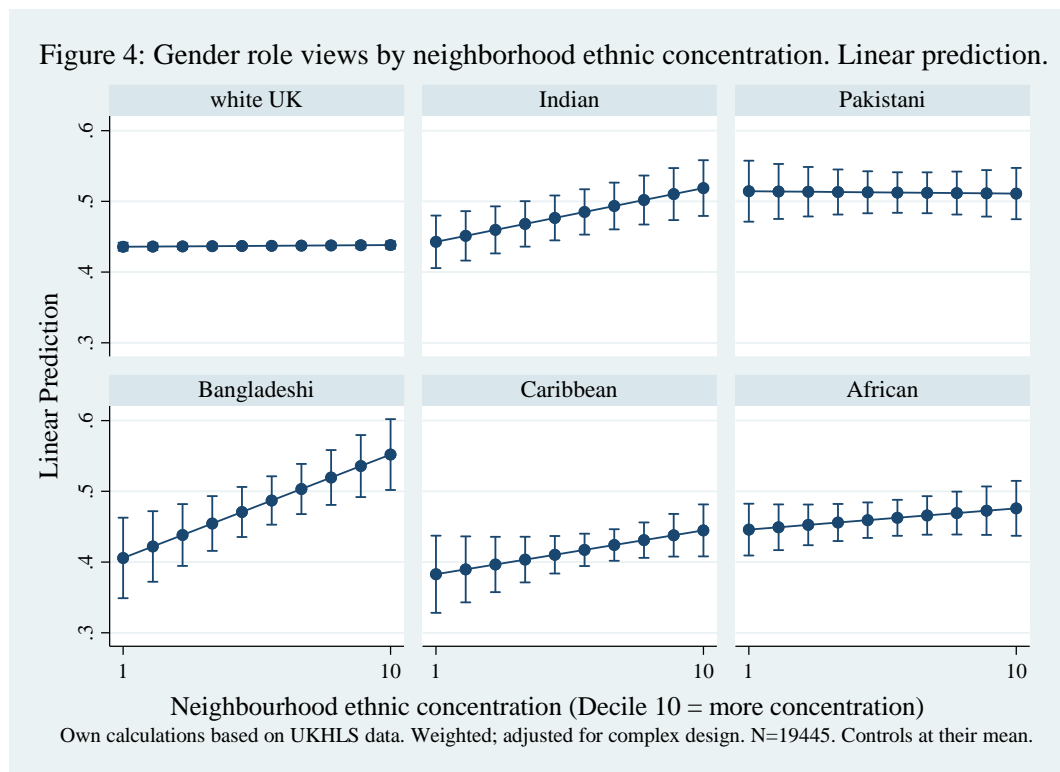 Figure 4: Gender role views by neighborhood ethnic concentration. Linear prediction.
white UK
Indian
Pakistani
.6
.5
.4
.3
Bangladeshi
Caribbean
African
.6
.5
.4
.3
Linear Prediction
1
10
1
10
1
10
Neighbourhood ethnic concentration (Decile 10 = more concentration)
Own calculations based on UKHLS data. Weighted; adjusted for complex design. N=19445. Controls at their mean.